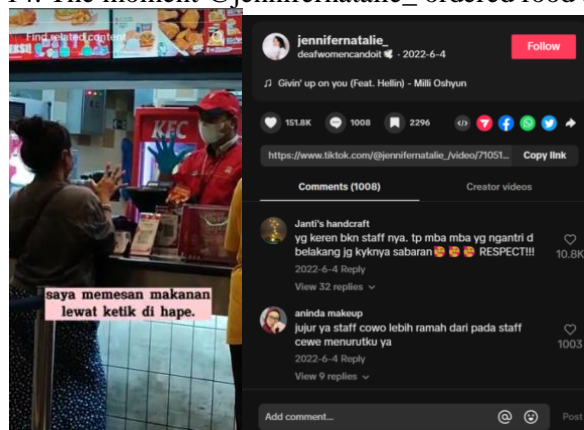 14. The moment @jennifernatalie_ ordered food
Find related content
KFC
saya memesan makanan
lewat ketik di hape.
jennifernatalie_
deafwomencandoit · 2022-6-4
Follow
Givin' up on you (Feat. Hellin) - Milli Oshyun
151.8K
1008
2296
https://www.tiktok.com/@jennifernatalie_/video/71051...
Copy link
Comments (1008)
Creator videos
Janti's handcraft
yg keren bkn staff nya. tp mba mba yg ngantri d
belakang jg kyknya sabaran🥰🥰🥰 RESPECT!!!
10.8K
2022-6-4 Reply
View 32 replies
aninda makeup
jujur ya staff cowo lebih ramah dari pada staff
cewe menurutku ya
1003
2022-6-4 Reply
View 9 replies
Add comment...
Post